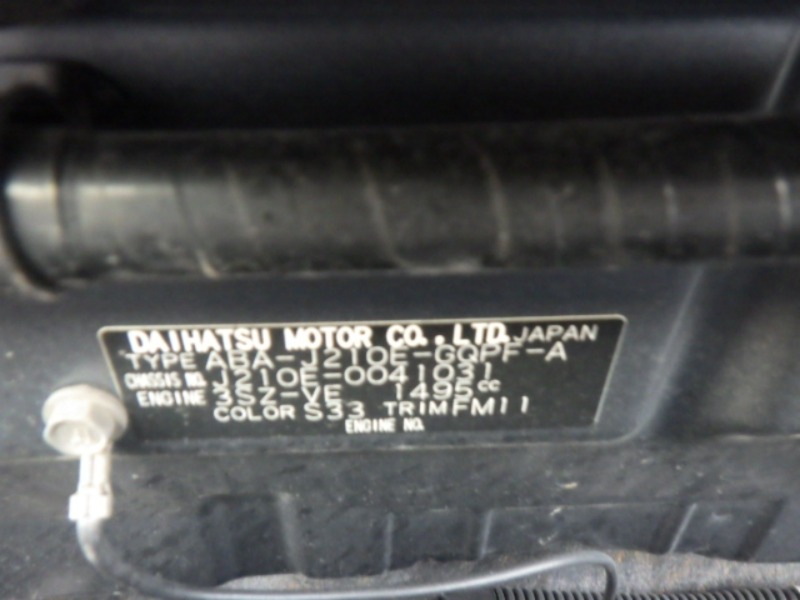 DAIHATSU MOTOR CO., LTD. JAPAN
TYPE ABA-J210E-GQPF-A
CHASSIS NO. J210E-0041031
ENGINE 3SZ-VE 1495cc
COLOR S33 TRIM FM11
ENGINE NO.